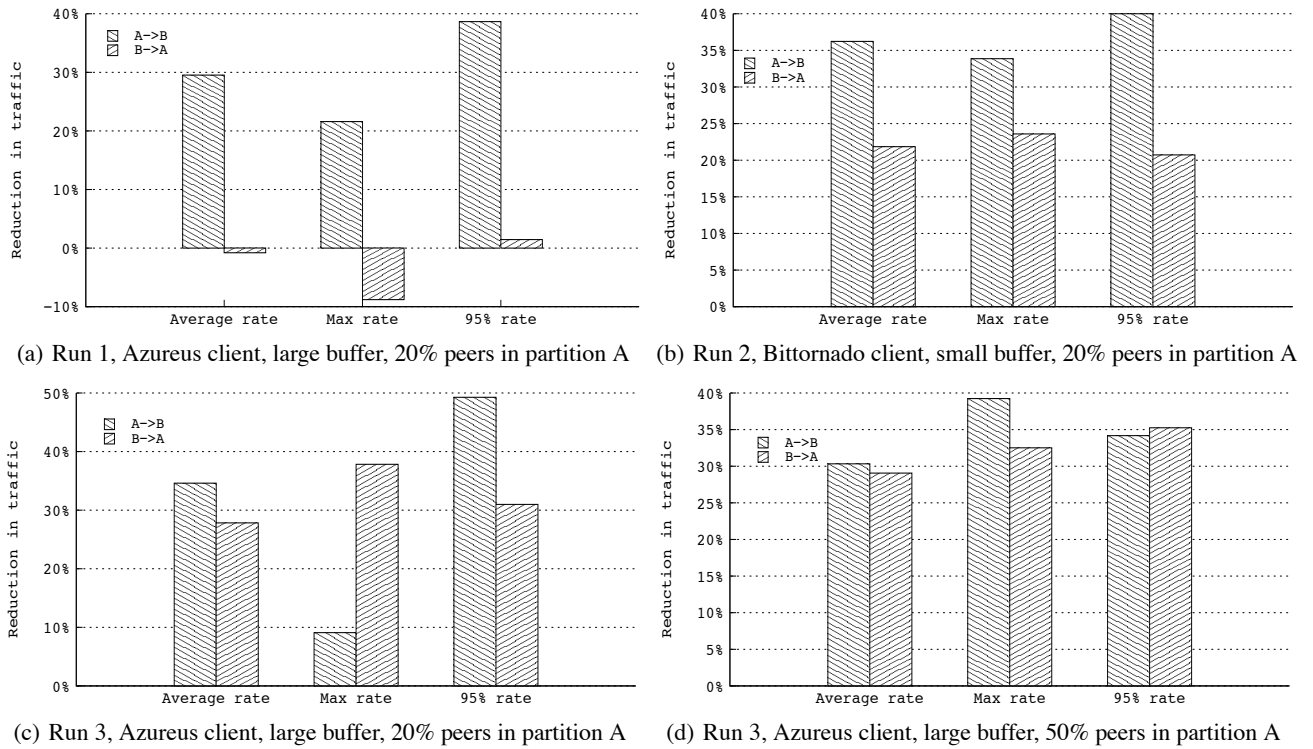 40%
30%
20%
10%
0%
−10%
Reduction in traffic
A−>B
B−>A
Average rate Max rate 95% rate
(a) Run 1, Azureus client, large buffer, 20% peers in partition A
40%
35%
30%
25%
20%
15%
10%
5%
0%
Reduction in traffic
A−>B
B−>A
Average rate Max rate 95% rate
(b) Run 2, Bittornado client, small buffer, 20% peers in partition A
50%
40%
30%
20%
10%
0%
Reduction in traffic
A−>B
B−>A
Average rate Max rate 95% rate
(c) Run 3, Azureus client, large buffer, 20% peers in partition A
40%
35%
30%
25%
20%
15%
10%
5%
0%
Reduction in traffic
A−>B
B−>A
Average rate Max rate 95% rate
(d) Run 3, Azureus client, large buffer, 50% peers in partition A